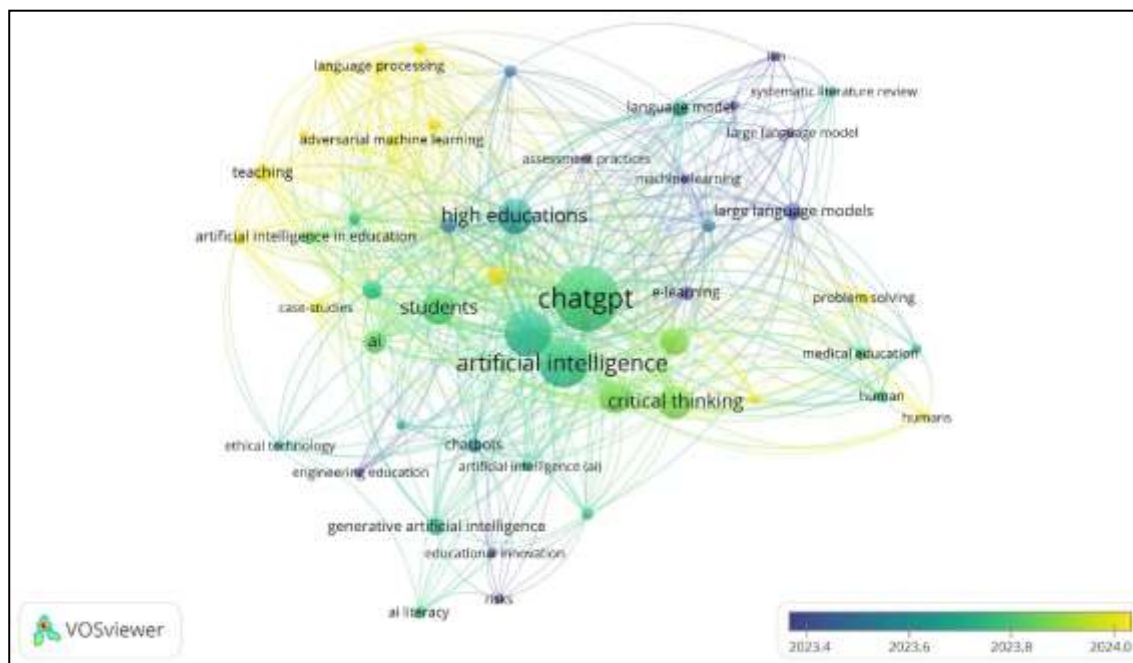 llm
language processing
systematic literature review
language model
large language model
adversarial machine learning
assessment practices
teaching
machine learning
high educations
large language models
artificial intelligence in education
e-learning
chatgpt
problem solving
case-studies
students
ai
medical education
artificial intelligence
human
critical thinking
humans
ethical technology
chatbots
artificial intelligence (ai)
engineering education
generative artificial intelligence
educational innovation
risks
ai literacy
VOSviewer
2023.4 2023.6 2023.8 2024.0